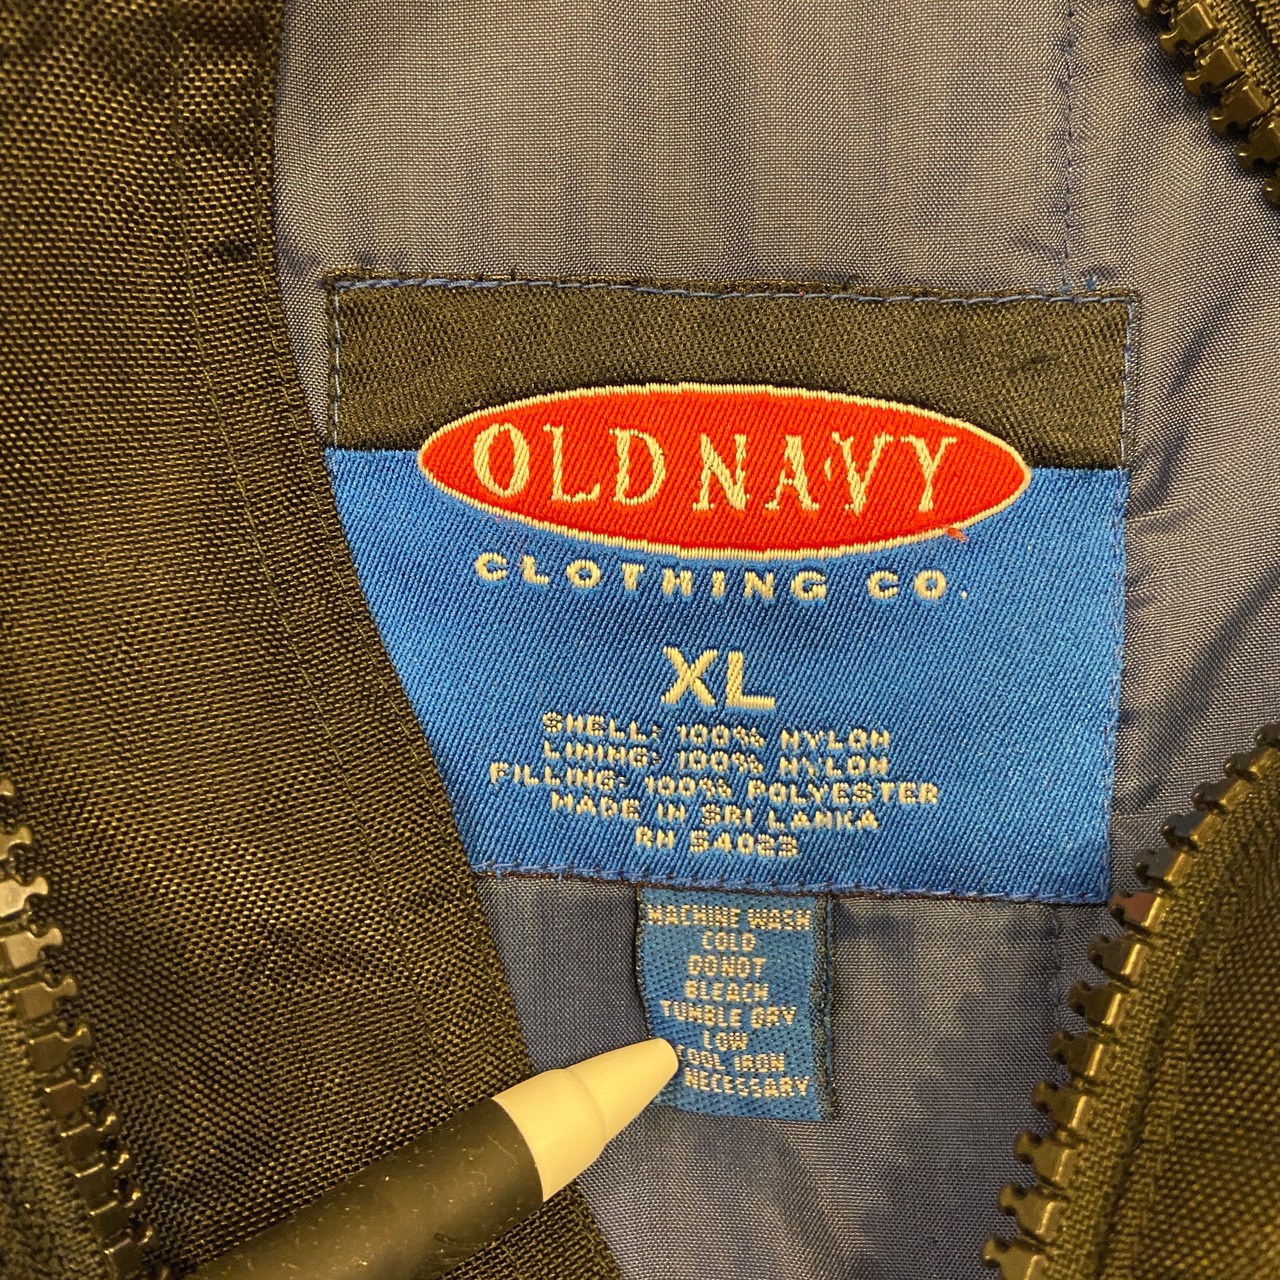 OLD NAVY
CLOTHING CO.
XL
SHELL: 100% NYLON
LINING: 100% NYLON
FILLING: 100% POLYESTER
MADE IN SRI LANKA
RN 54023
MACHINE WASH
COLD
DO NOT
BLEACH
TUMBLE DRY
LOW
COOL IRON
NECESSARY